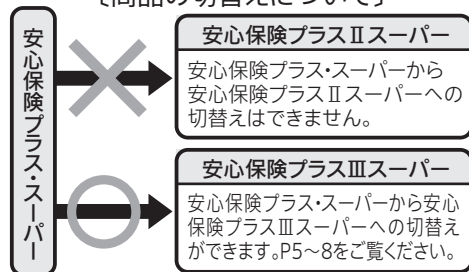 〔商品の切替えについて〕
安心保険プラス・スーパー
安心保険プラスⅡスーパー
安心保険プラス・スーパーから
安心保険プラスⅡスーパーへの
切替えはできません。
安心保険プラスⅢスーパー
安心保険プラス・スーパーから安心
保険プラスⅢスーパーへの切替え
ができます。P5～8をご覧ください。